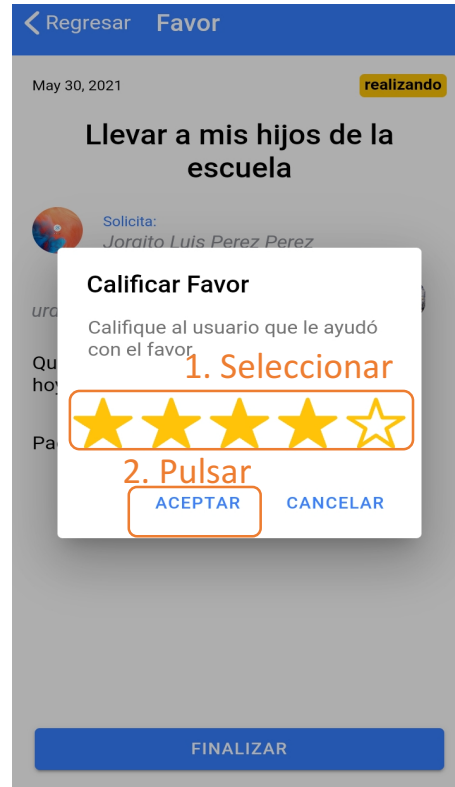 Regresar Favor
May 30, 2021 realizando
Llevar a mis hijos de la
escuela
Solicita:
Jorgito Luis Perez Perez
Calificar Favor
Califique al usuario que le ayudó
con el favor
1. Seleccionar
2. Pulsar
ACEPTAR CANCELAR
FINALIZAR